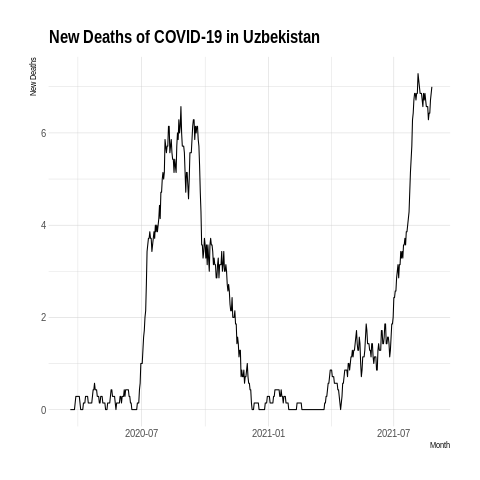 New Deaths of COVID-19 in Uzbekistan
New Deaths
6
4
2
0
2020-07
2021-01
2021-07
Month